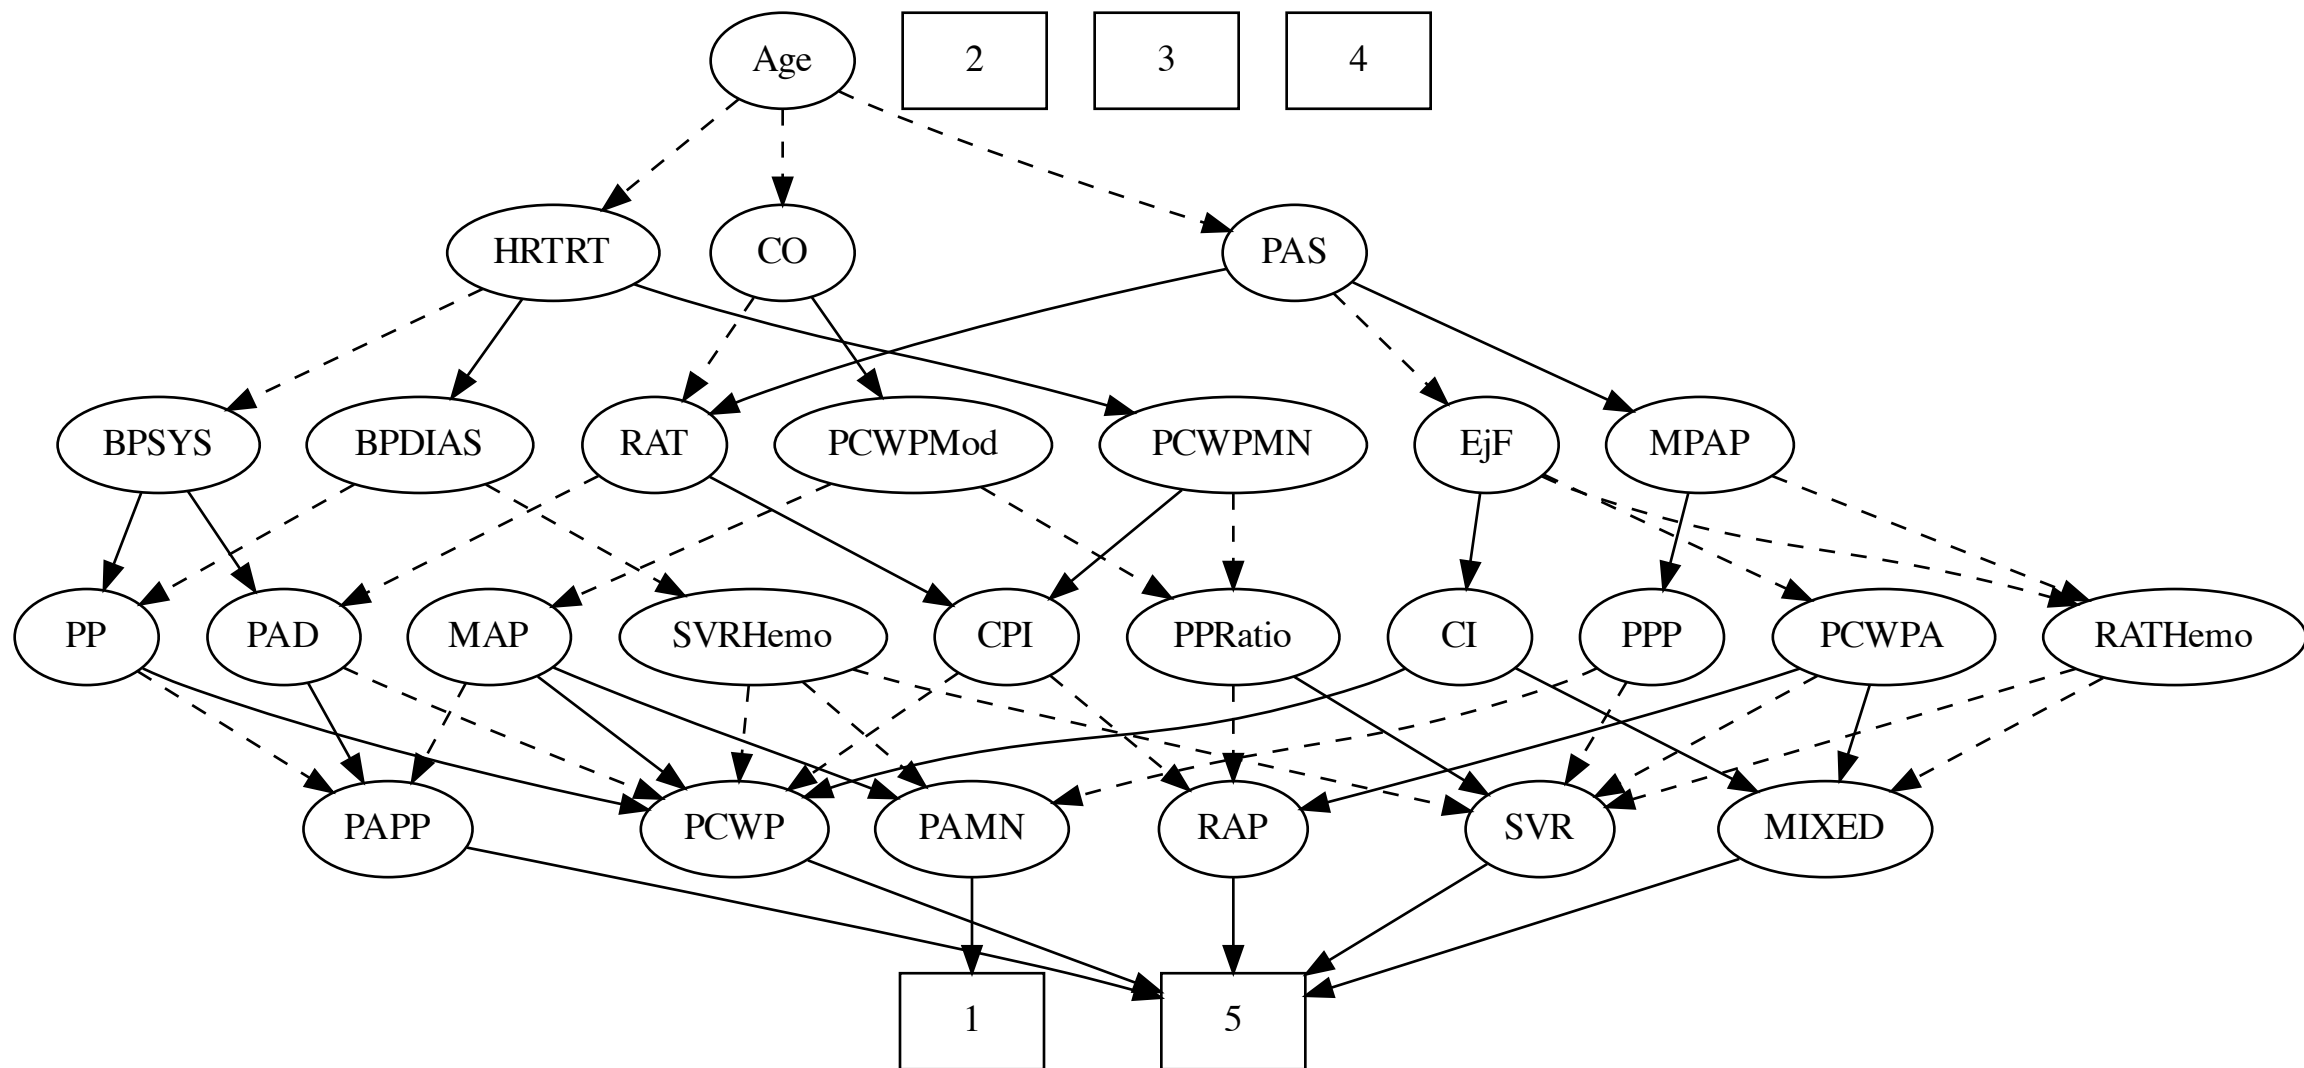 Age 2 3 4
HRTRT CO PAS
BPSYS BPDIAS RAT PCWPMod PCWPMN EjF MPAP
PP PAD MAP SVRHemo CPI PPRatio CI PPP PCWPA RATHemo
PAPP PCWP PAMN RAP SVR MIXED
1 5